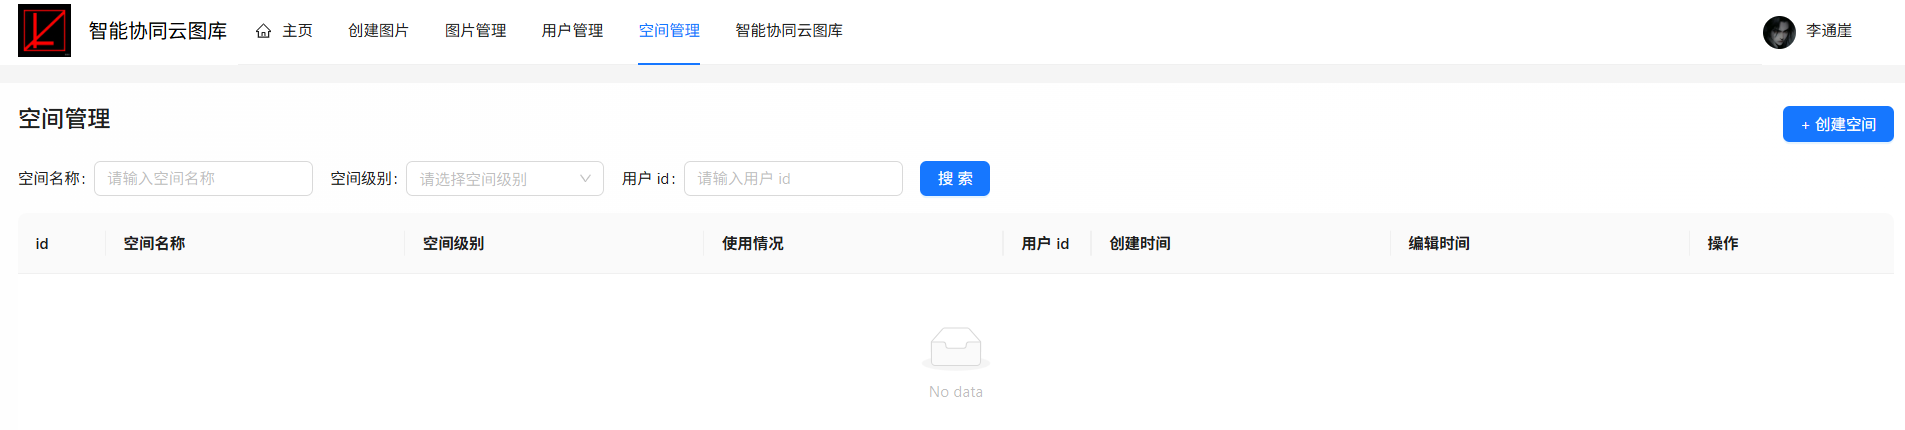 智能协同云图库 主页 创建图片 图片管理 用户管理 空间管理 智能协同云图库 李通崖
空间管理 + 创建空间
空间名称: 请输入空间名称 空间级别: 请选择空间级别 用户 id: 请输入用户 id 搜 索
id 空间名称 空间级别 使用情况 用户 id 创建时间 编辑时间 操作
No data